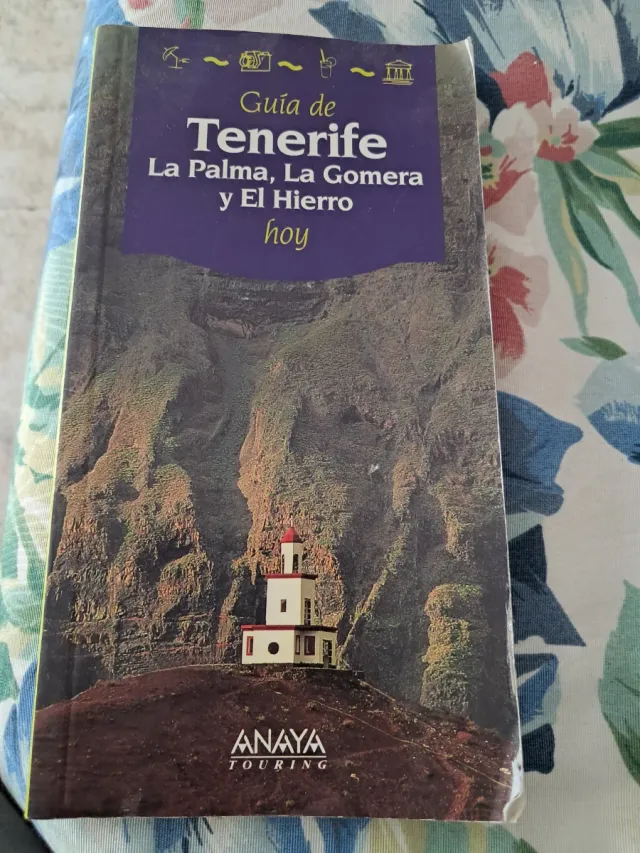 Guía de
Tenerife
La Palma, La Gomera
y El Hierro
hoy
ANAYA
TOURING